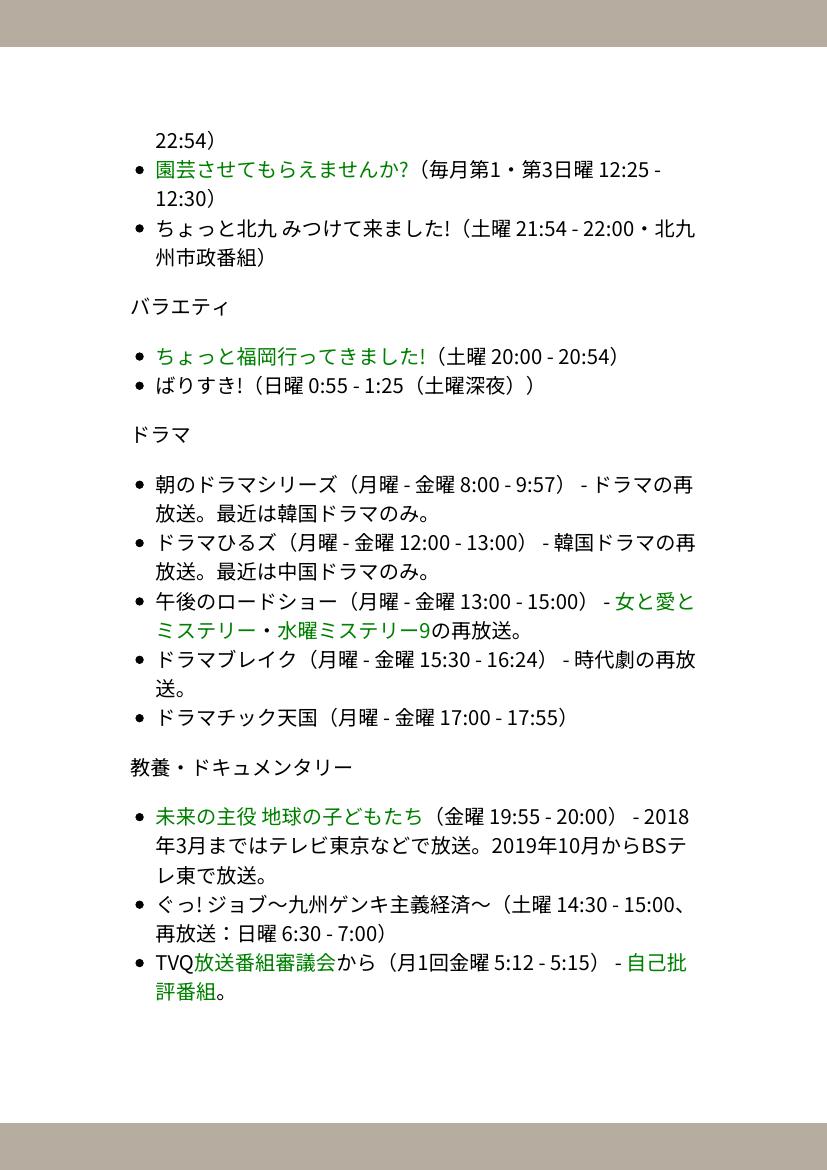 22:54）
園芸させてもらえませんか?（毎月第1・第3日曜 12:25 -
12:30）
ちょっと北九 みつけて来ました!（土曜 21:54 - 22:00・北九
州市政番組）
バラエティ
ちょっと福岡行ってきました!（土曜 20:00 - 20:54）
ばりすき!（日曜 0:55 - 1:25（土曜深夜））
ドラマ
朝のドラマシリーズ（月曜 - 金曜 8:00 - 9:57） - ドラマの再
放送。最近は韓国ドラマのみ。
ドラマひるズ（月曜 - 金曜 12:00 - 13:00） - 韓国ドラマの再
放送。最近は中国ドラマのみ。
午後のロードショー（月曜 - 金曜 13:00 - 15:00） - 女と愛と
ミステリー・水曜ミステリー9の再放送。
ドラマブレイク（月曜 - 金曜 15:30 - 16:24） - 時代劇の再放
送。
ドラマチック天国（月曜 - 金曜 17:00 - 17:55）
教養・ドキュメンタリー
未来の主役 地球の子どもたち（金曜 19:55 - 20:00） - 2018
年3月まではテレビ東京などで放送。2019年10月からBSテ
レ東で放送。
ぐっ! ジョブ〜九州ゲンキ主義経済〜（土曜 14:30 - 15:00、
再放送：日曜 6:30 - 7:00）
TVQ放送番組審議会から（月1回金曜 5:12 - 5:15） - 自己批
評番組。